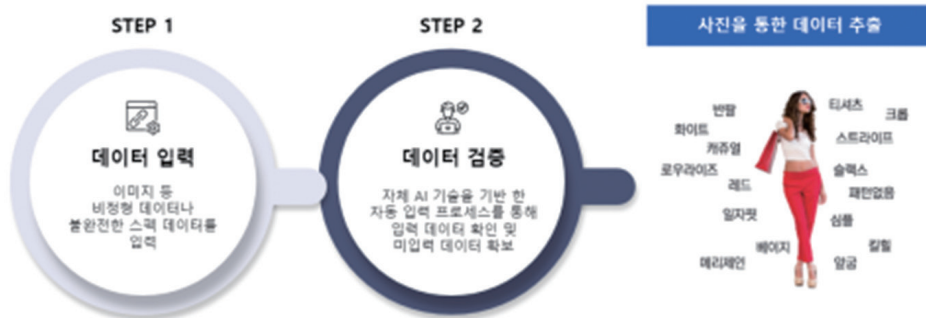 STEP 1
데이터 입력
이미지 등
비정형 데이터나
불완전한 스펙 데이터를
입력
STEP 2
데이터 검증
자체 AI 기술을 기반 한
자동 입력 프로세스를 통해
입력 데이터 확인 및
미입력 데이터 확보
사진을 통한 데이터 추출
반팔
티셔츠
크롭
화이트
스트라이프
캐쥬얼
로우라이즈
슬랙스
레드
패턴없음
일자핏
심플
베이지
킬힐
메리제인
앞굽